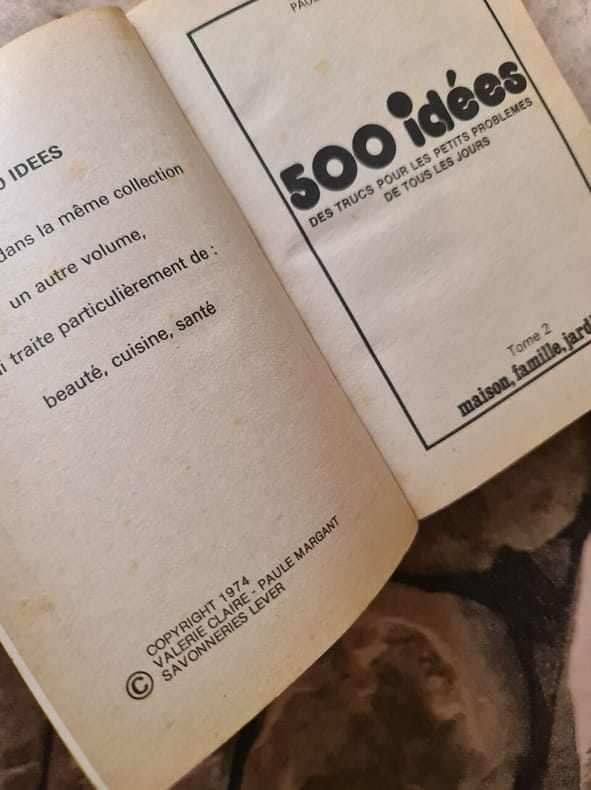 IDEES
dans la même collection
un autre volume,
traite particulièrement de :
beauté, cuisine, santé
COPYRIGHT 1974
VALERIE CLAIRE - PAULE MARGANT
© SAVONNERIES LEVER
500 idées
DES TRUCS POUR LES PETITS PROBLEMES
DE TOUS LES JOURS
Tome 2
maison, famille, jardi